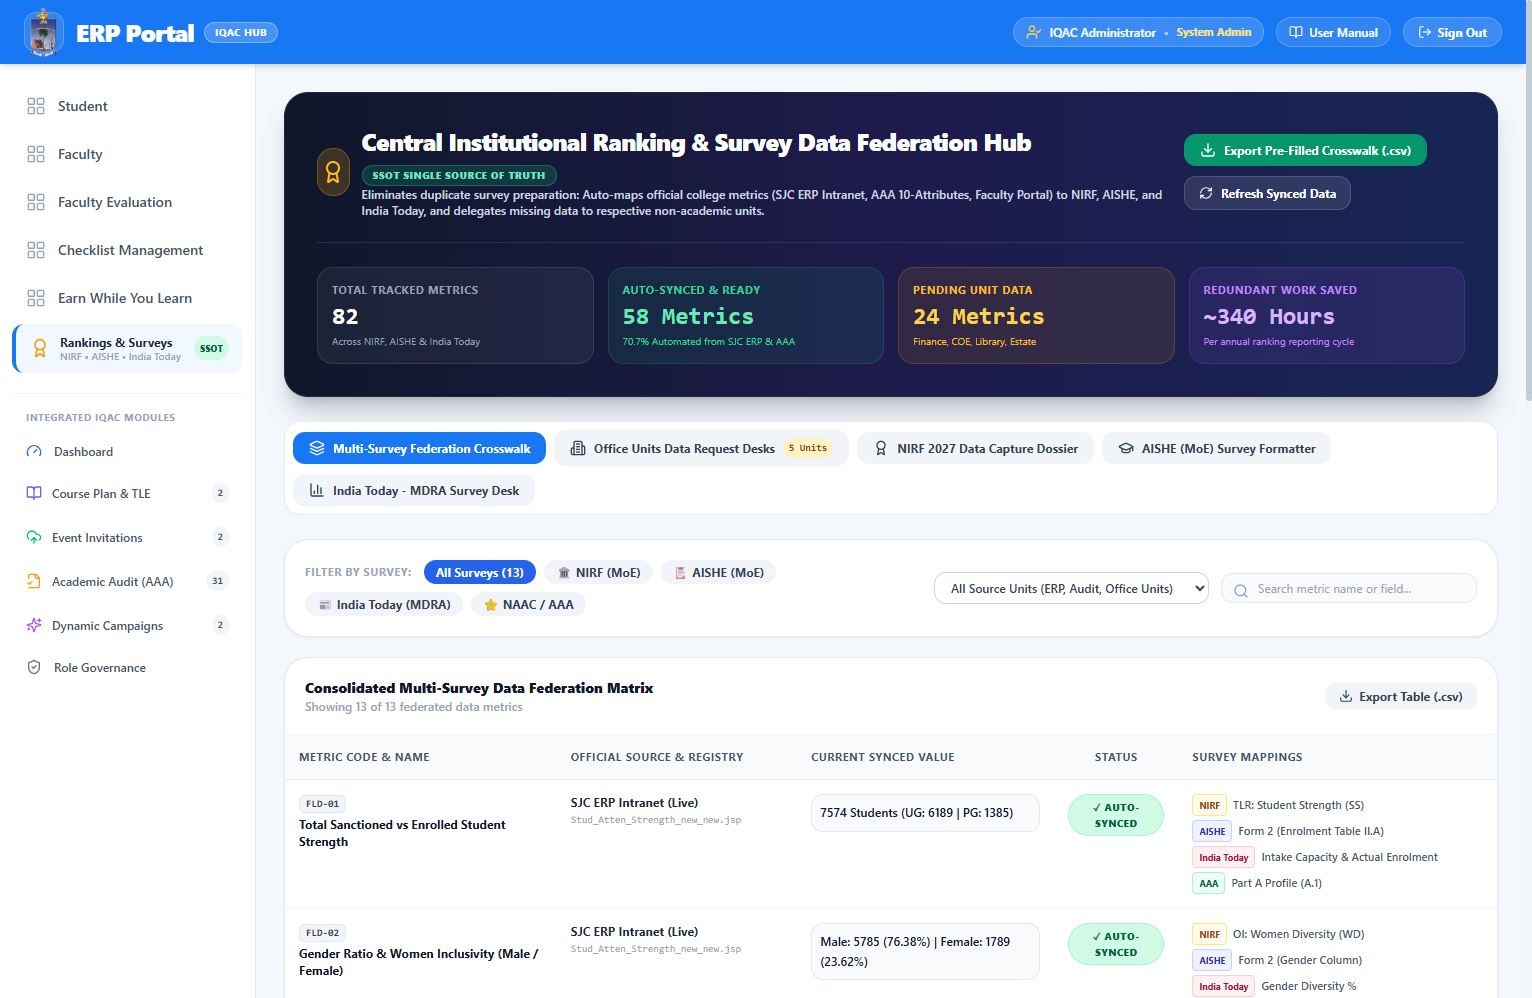 ERP Portal
IQAC HUB
IQAC Administrator • System Admin
User Manual
Sign Out
Student
Faculty
Faculty Evaluation
Checklist Management
Earn While You Learn
Rankings & Surveys
NIRF • AISHE • India Today
SSOT
INTEGRATED IQAC MODULES
Dashboard
Course Plan & TLE 2
Event Invitations 2
Academic Audit (AAA) 31
Dynamic Campaigns 2
Role Governance
Central Institutional Ranking & Survey Data Federation Hub
SSOT SINGLE SOURCE OF TRUTH
Eliminates duplicate survey preparation: Auto-maps official college metrics (SJC ERP Intranet, AAA 10-Attributes, Faculty Portal) to NIRF, AISHE, and
India Today, and delegates missing data to respective non-academic units.
Export Pre-Filled Crosswalk (.csv)
Refresh Synced Data
TOTAL TRACKED METRICS
82
Across NIRF, AISHE & India Today
AUTO-SYNCED & READY
58 Metrics
70.7% Automated from SJC ERP & AAA
PENDING UNIT DATA
24 Metrics
Finance, COE, Library, Estate
REDUNDANT WORK SAVED
~340 Hours
Per annual ranking reporting cycle
Multi-Survey Federation Crosswalk
Office Units Data Request Desks 5 Units
NIRF 2027 Data Capture Dossier
AISHE (MoE) Survey Formatter
India Today - MDRA Survey Desk
FILTER BY SURVEY:
All Surveys (13)
NIRF (MoE)
AISHE (MoE)
India Today (MDRA)
NAAC / AAA
All Source Units (ERP, Audit, Office Units)
Search metric name or field...
Consolidated Multi-Survey Data Federation Matrix
Showing 13 of 13 federated data metrics
Export Table (.csv)
METRIC CODE & NAME
OFFICIAL SOURCE & REGISTRY
CURRENT SYNCED VALUE
STATUS
SURVEY MAPPINGS
FLD-01
Total Sanctioned vs Enrolled Student
Strength
SJC ERP Intranet (Live)
Stud_Atten_Strength_new_new.jsp
7574 Students (UG: 6189 | PG: 1385)
✓ AUTO-
SYNCED
NIRF TLR: Student Strength (SS)
AISHE Form 2 (Enrolment Table II.A)
India Today Intake Capacity & Actual Enrolment
AAA Part A Profile (A.1)
FLD-02
Gender Ratio & Women Inclusivity (Male /
Female)
SJC ERP Intranet (Live)
Stud_Atten_Strength_new_new.jsp
Male: 5785 (76.38%) | Female: 1789
(23.62%)
✓ AUTO-
SYNCED
NIRF OI: Women Diversity (WD)
AISHE Form 2 (Gender Column)
India Today Gender Diversity %